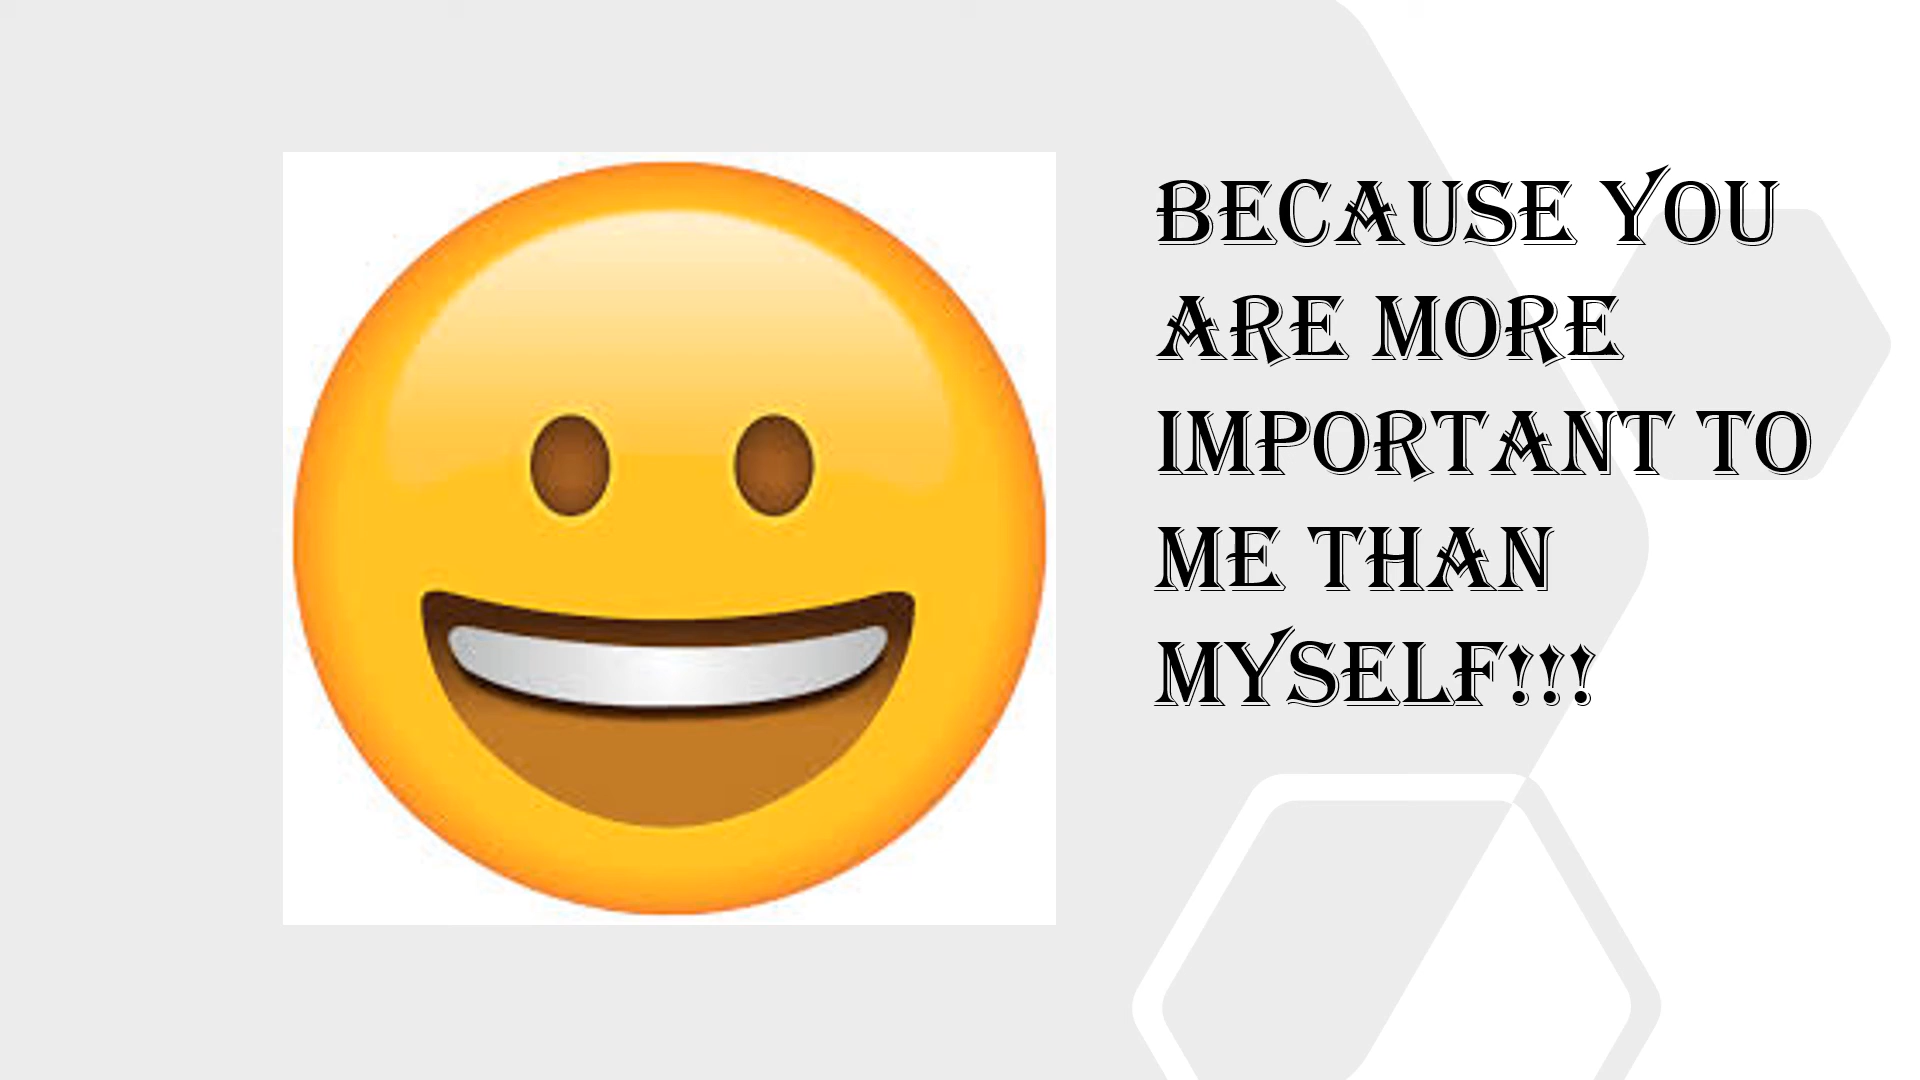 BECAUSE YOU
ARE MORE
IMPORTANT TO
ME THAN
MYSELF!!!